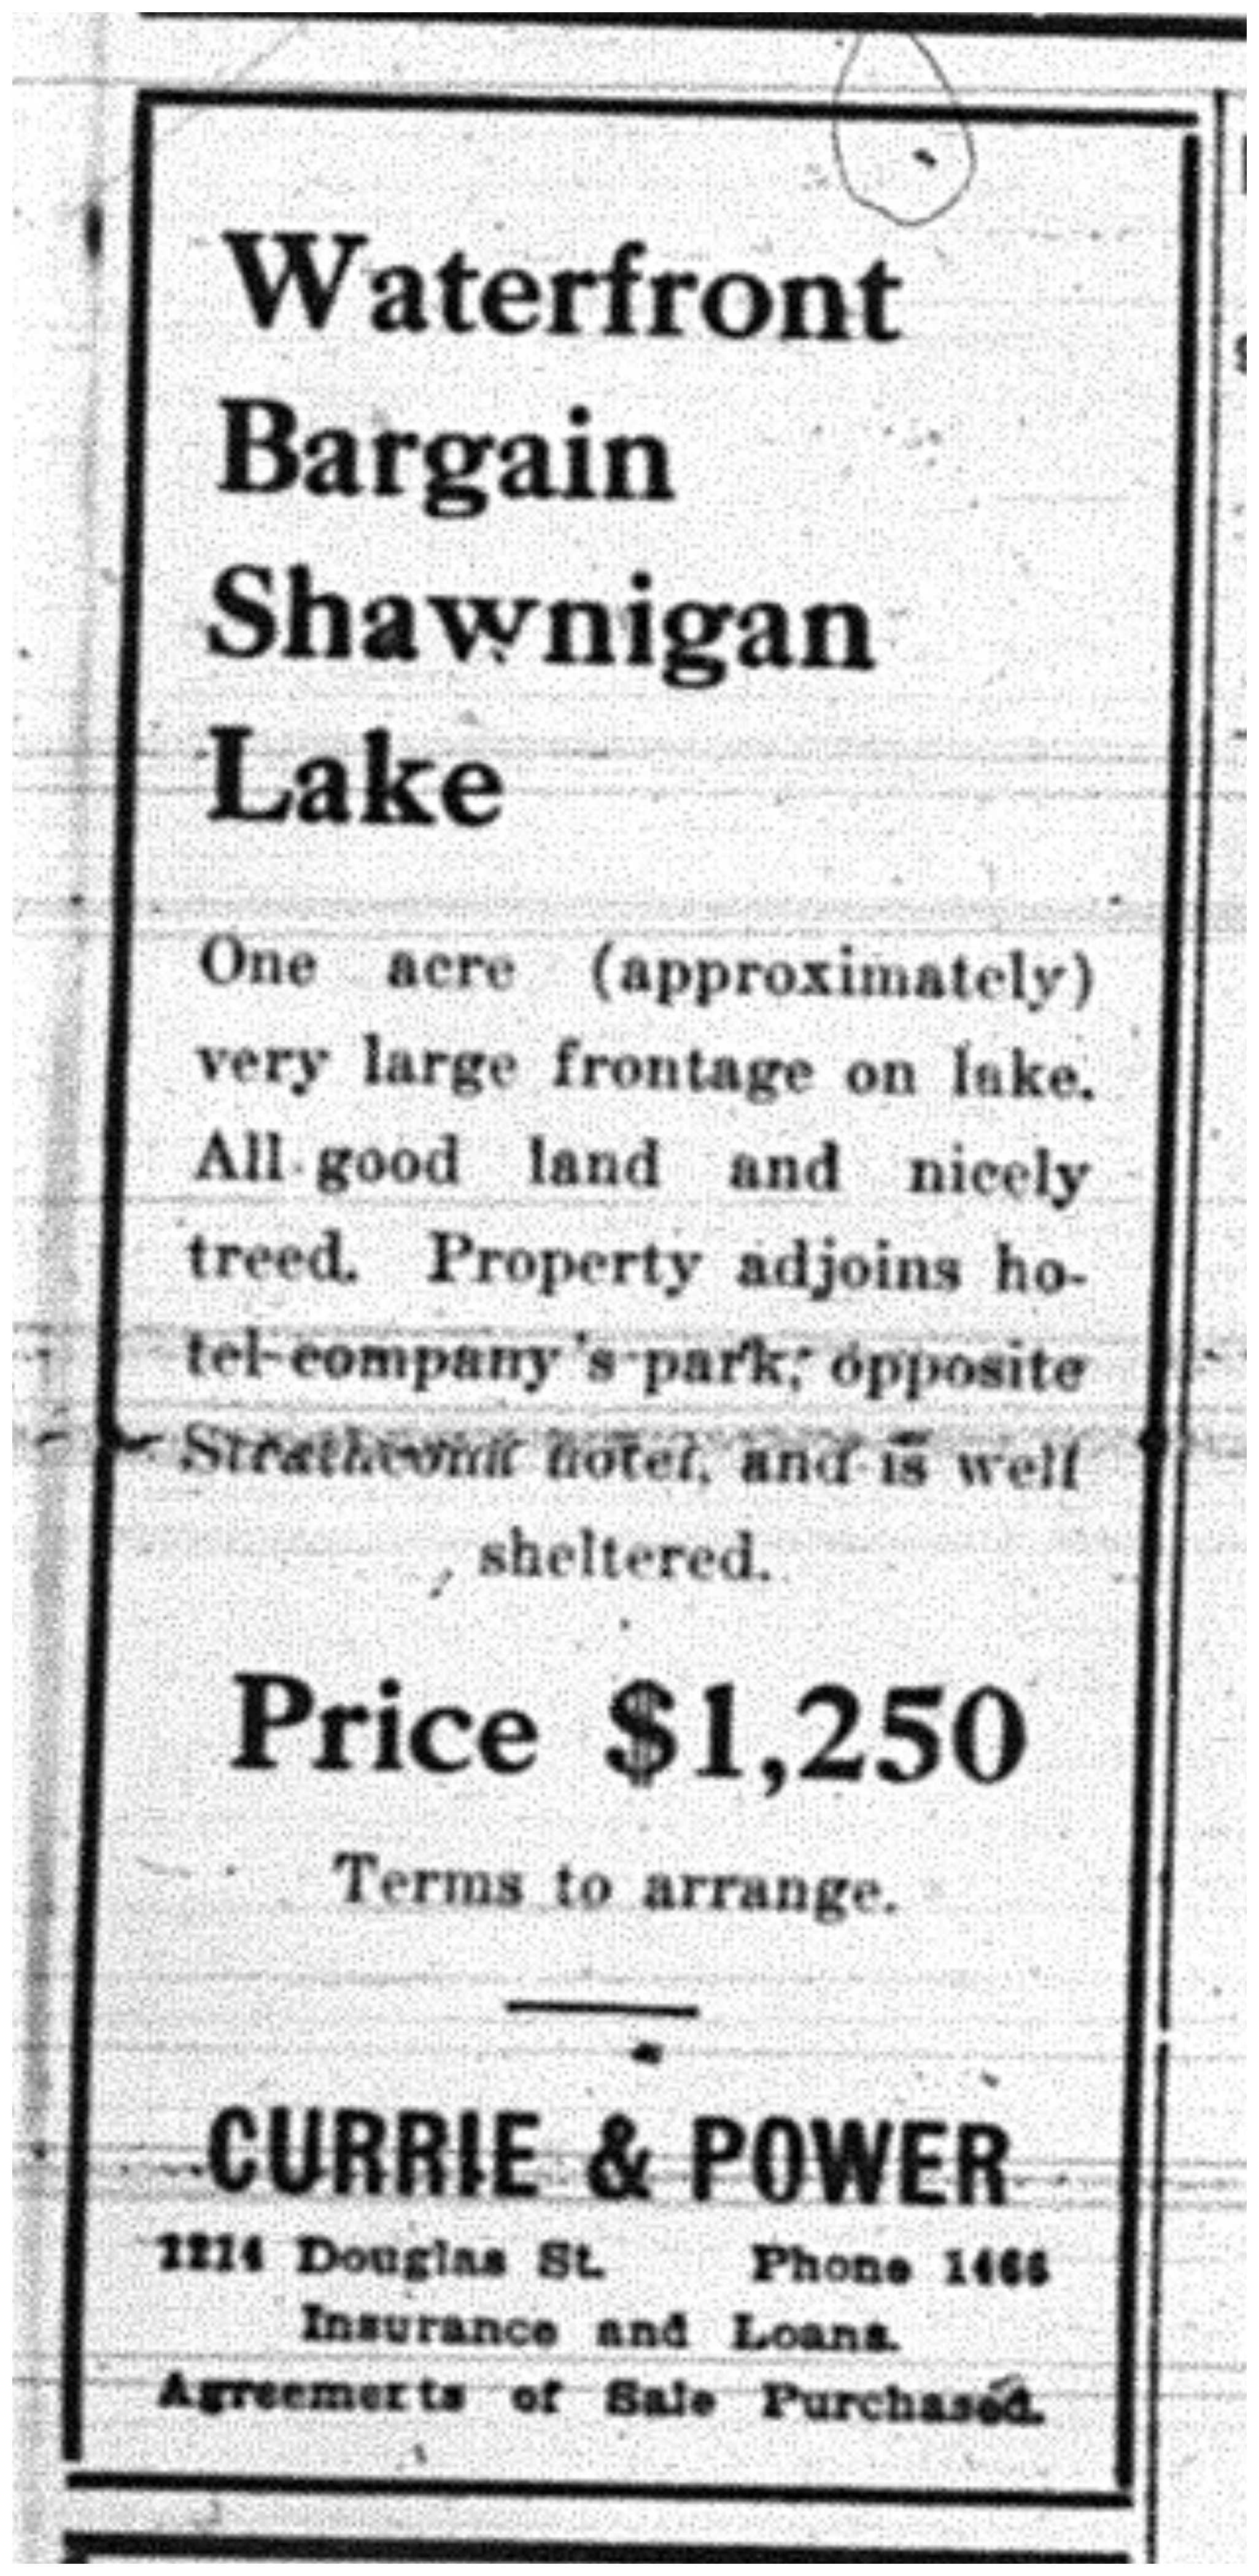 Waterfront
Bargain
Shawnigan
Lake
One acre (approximately)
very large frontage on lake.
All good land and nicely
treed. Property adjoins ho-
tel company's park, opposite
Strathcona hotel, and is well
sheltered.
Price $1,250
Terms to arrange.
CURRIE & POWER
1214 Douglas St. Phone 1466
Insurance and Loans.
Agreements of Sale Purchased.